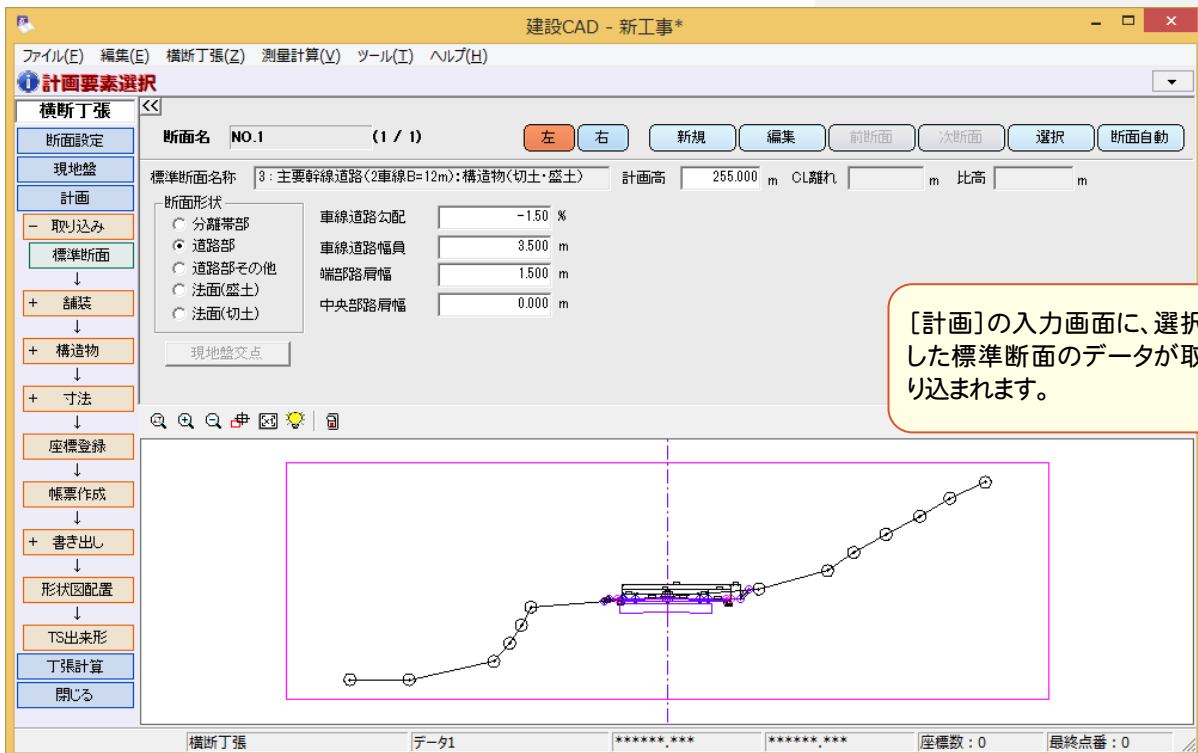 建設CAD - 新工事*
ファイル(F) 編集(E) 横断丁張(Z) 測量計算(V) ツール(T) ヘルプ(H)
計画要素選択
横断丁張
<<
断面設定
断面名 NO.1 (1 / 1) 左 右 新規 編集 前断面 次断面 選択 断面自動
現地盤
標準断面名称 3：主要幹線道路(2車線B=12m)：構造物(切土・盛土) 計画高 255.000 m CL離れ m 比高 m
計画
断面形状
- 取り込み
分離帯部 車線道路勾配 -1.50 %
標準断面
道路部 車線道路幅員 3.500 m
↓
道路部その他 端部路肩幅 1.500 m
+ 舗装
法面(盛土) 中央部路肩幅 0.000 m
法面(切土)
↓
+ 構造物
現地盤交点
↓
+ 寸法
↓
座標登録
↓
帳票作成
↓
+ 書き出し
↓
形状図配置
↓
TS出来形
丁張計算
閉じる
［計画］の入力画面に、選択
した標準断面のデータが取
り込まれます。
横断丁張 データ1 ******.*** ******.*** 座標数：0 最終点番：0